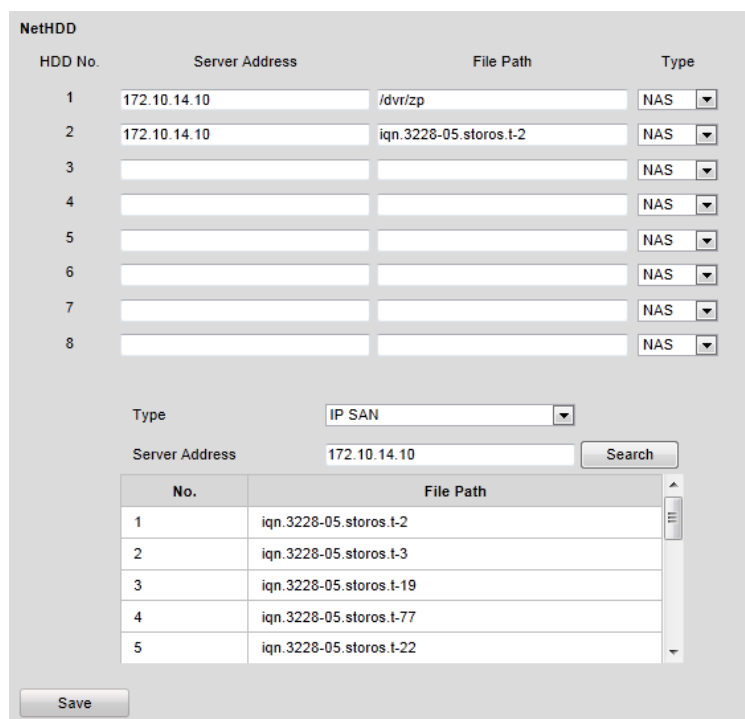 NetHDD
HDD No. Server Address File Path Type
1 172.10.14.10 /dvr/zp NAS
2 172.10.14.10 iqn.3228-05.storos.t-2 NAS
3 NAS
4 NAS
5 NAS
6 NAS
7 NAS
8 NAS
Type IP SAN
Server Address 172.10.14.10 Search
No. File Path
1 iqn.3228-05.storos.t-2
2 iqn.3228-05.storos.t-3
3 iqn.3228-05.storos.t-19
4 iqn.3228-05.storos.t-77
5 iqn.3228-05.storos.t-22
Save